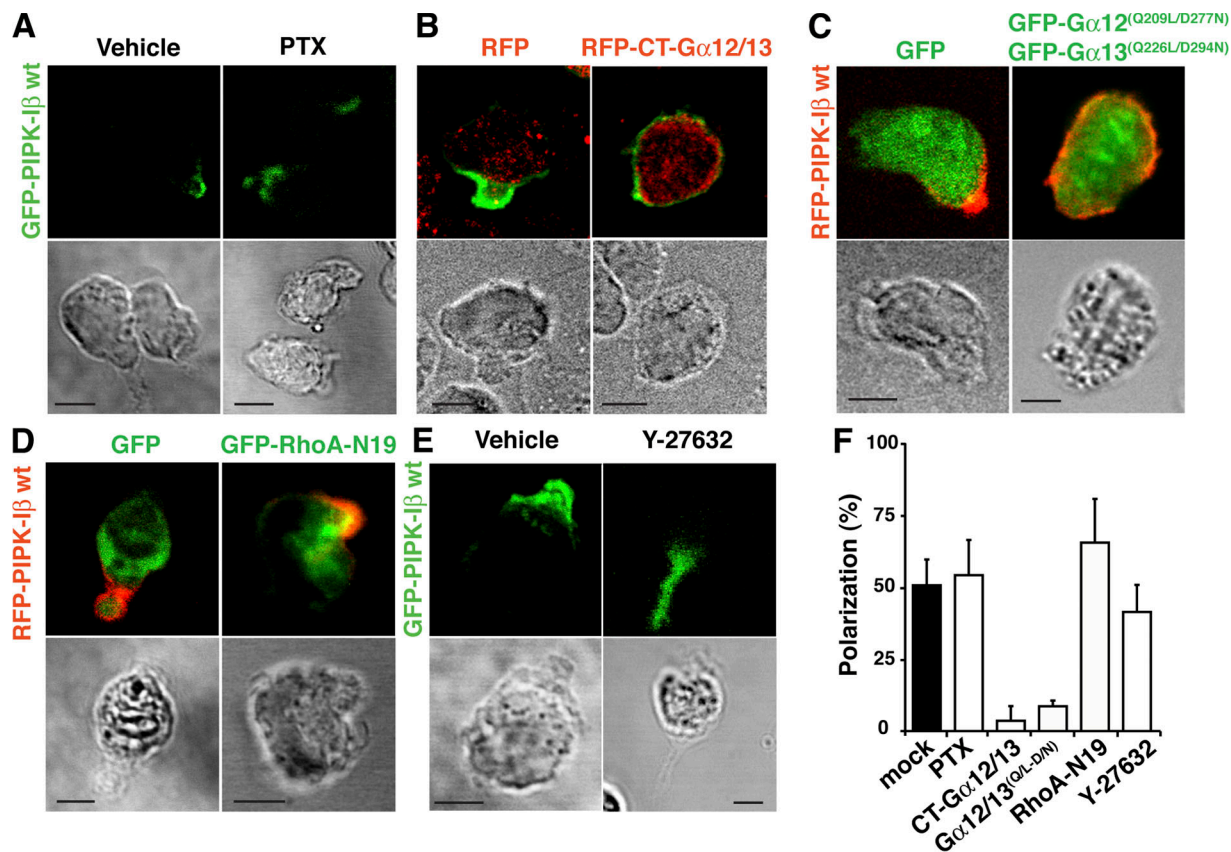 A
Vehicle
PTX
GFP-PIPK-Iβ wt
B
RFP
RFP-CT-Gα12/13
C
GFP
GFP-Gα12(Q209L/D277N)
GFP-Gα13(Q226L/D294N)
RFP-PIPK-Iβ wt
D
GFP
GFP-RhoA-N19
RFP-PIPK-Iβ wt
E
Vehicle
Y-27632
GFP-PIPK-Iβ wt
F
Polarization (%)
100
75
50
25
0
mock
PTX
CT-Gα12/13
Gα12/13(Q/L-D/N)
RhoA-N19
Y-27632